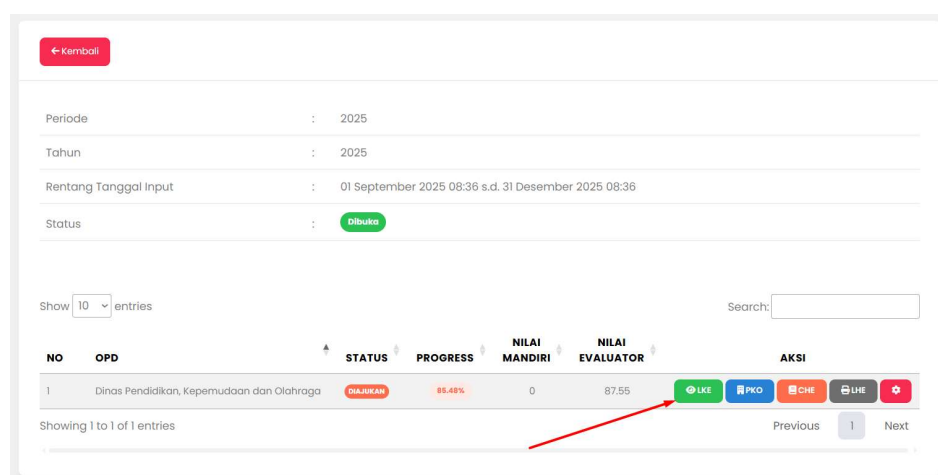 Kembali
Periode : 2025
Tahun : 2025
Rentang Tanggal Input : 01 September 2025 08:36 s.d. 31 Desember 2025 08:36
Status : Dibuka
Show 10 entries Search:
NO OPD STATUS PROGRESS NILAI MANDIRI NILAI EVALUATOR AKSI
1 Dinas Pendidikan, Kepemudaan dan Olahraga DIAJUKAN 85.48% 0 87.55 LKE PKO CHE LHE
Showing 1 to 1 of 1 entries Previous 1 Next